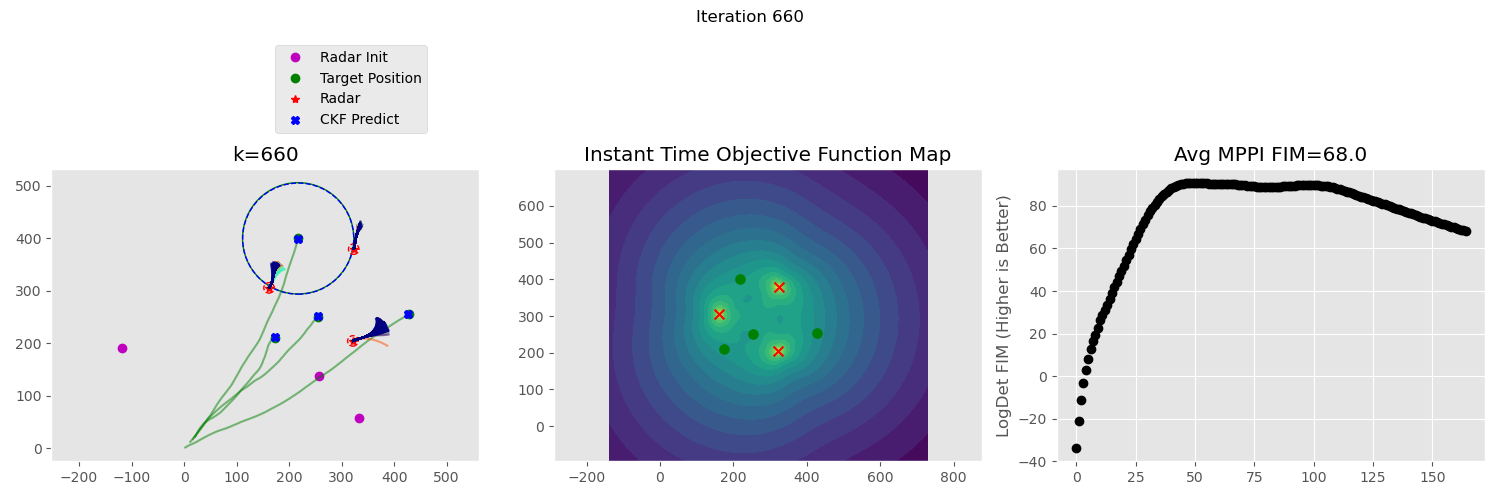 Iteration 660
Radar Init
Target Position
Radar
CKF Predict
k=660
500
400
300
200
100
0
−200 −100 0 100 200 300 400 500
Instant Time Objective Function Map
600
500
400
300
200
100
0
−200 0 200 400 600 800
Avg MPPI FIM=68.0
LogDet FIM (Higher is Better)
80
60
40
20
0
−20
−40
0 25 50 75 100 125 150